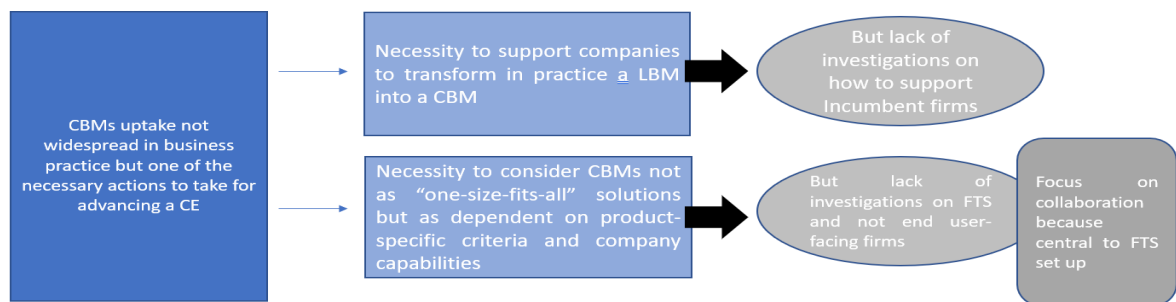 CBMs uptake not
widespread in business
practice but one of the
necessary actions to take for
advancing a CE
Necessity to support companies
to transform in practice a LBM
into a CBM
But lack of
investigations on
how to support
Incumbent firms
Necessity to consider CBMs not
as “one-size-fits-all” solutions
but as dependent on product-
specific criteria and company
capabilities
But lack of
investigations on FTS
and not end user-
facing firms
Focus on
collaboration
because
central to FTS
set up